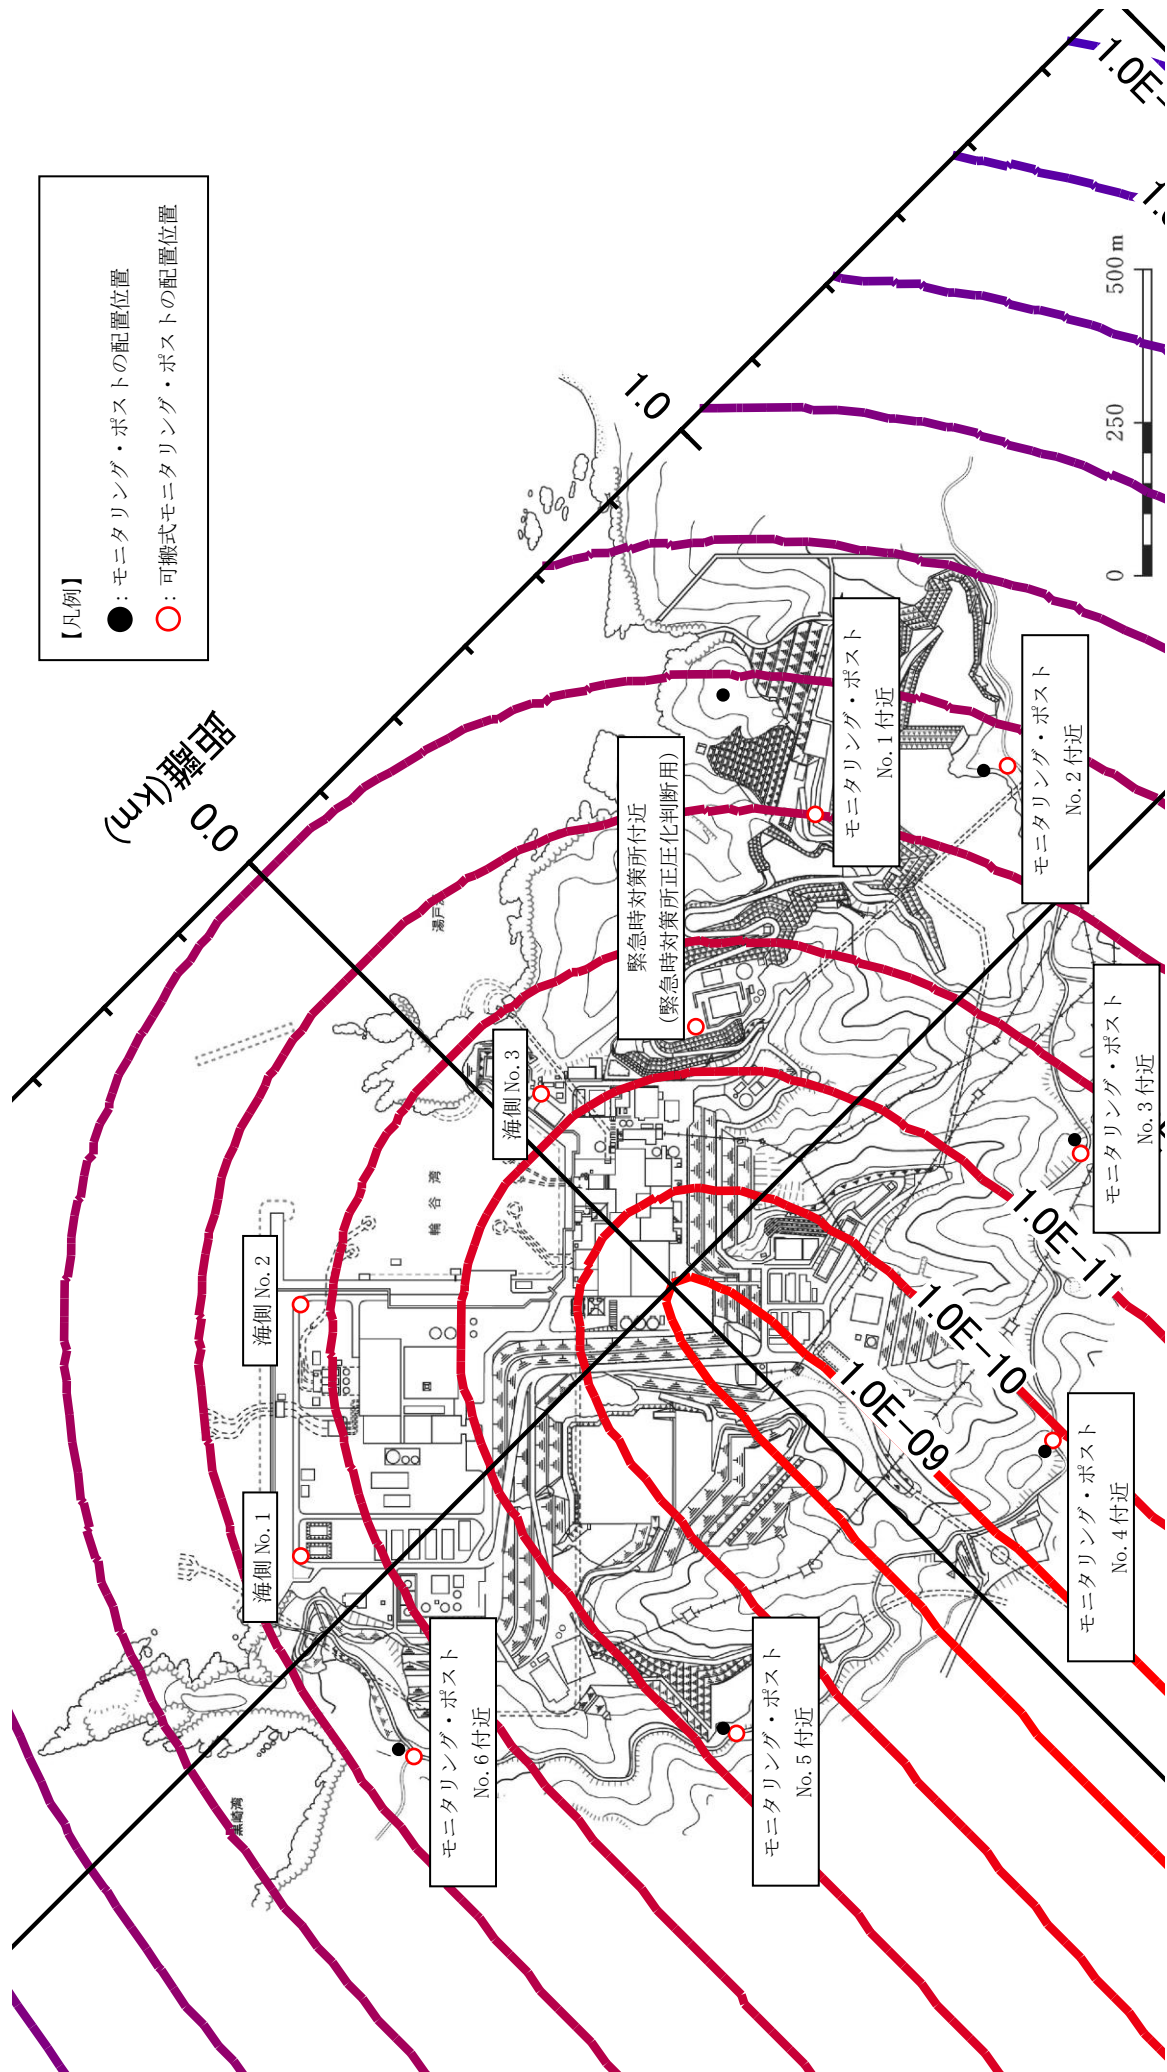 【凡例】
●：モニタリング・ポストの配置位置
○：可搬式モニタリング・ポストの配置位置
距離(km)
0.0
1.0
1.0E-
0
250
500m
湯戸
輪谷湾
海側 No.1
海側 No.2
海側 No.3
緊急時対策所付近
(緊急時対策所正圧化判断用)
モニタリング・ポスト
No.1 付近
モニタリング・ポスト
No.2 付近
モニタリング・ポスト
No.3 付近
モニタリング・ポスト
No.4 付近
モニタリング・ポスト
No.5 付近
モニタリング・ポスト
No.6 付近
1.0E-11
1.0E-10
1.0E-09
黒崎湾